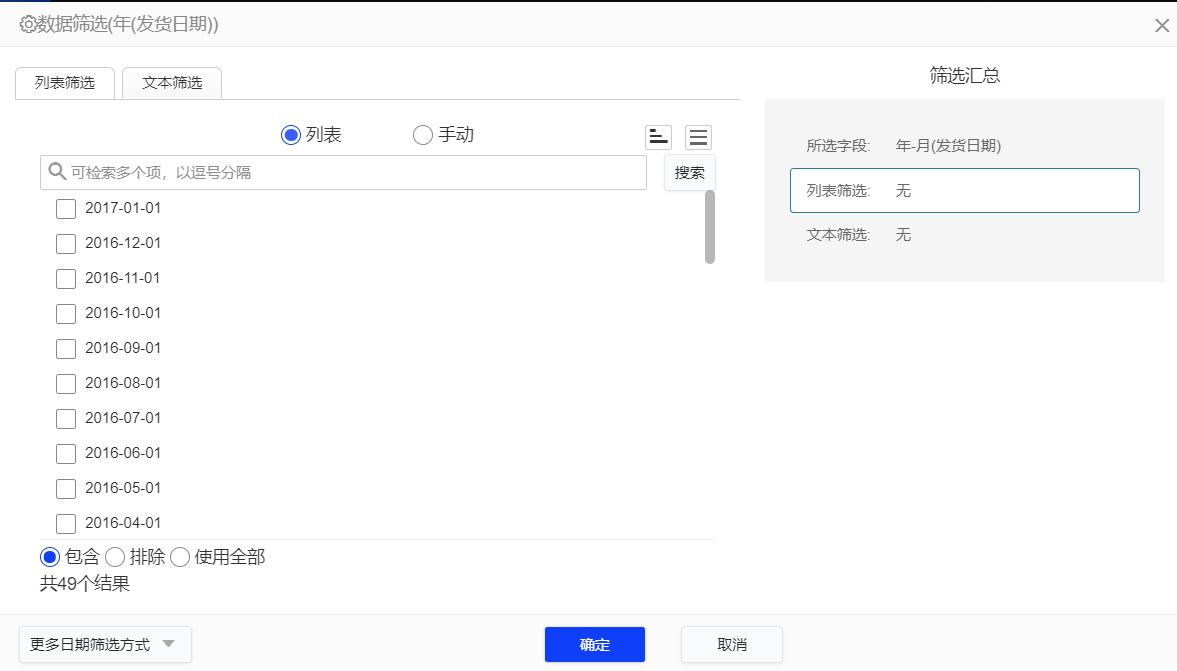 数据筛选(年(发货日期))
列表筛选 文本筛选
筛选汇总
列表 手动
可检索多个项，以逗号分隔
搜索
2017-01-01
2016-12-01
2016-11-01
2016-10-01
2016-09-01
2016-08-01
2016-07-01
2016-06-01
2016-05-01
2016-04-01
包含 排除 使用全部
共49个结果
所选字段: 年-月(发货日期)
列表筛选: 无
文本筛选: 无
更多日期筛选方式
确定
取消